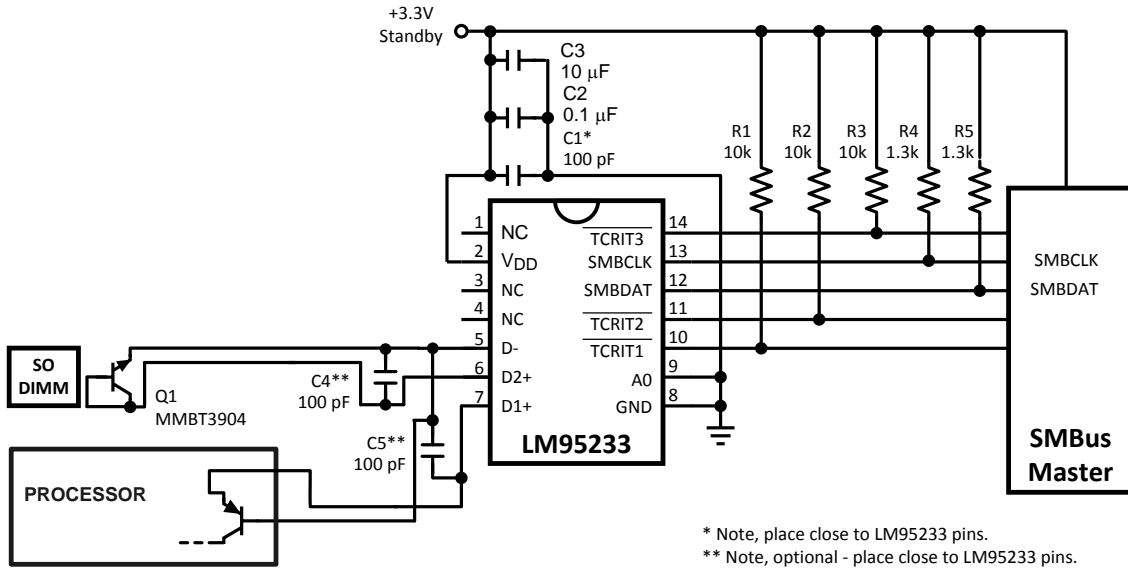 +3.3V
Standby
C3
10 µF
C2
0.1 µF
C1*
100 pF
R1
10k
R2
10k
R3
10k
R4
1.3k
R5
1.3k
1
NC
2
VDD
3
NC
4
NC
5
D-
6
D2+
7
D1+
14
TCRIT3
13
SMBCLK
12
SMBDAT
11
TCRIT2
10
TCRIT1
9
A0
8
GND
LM95233
SMBCLK
SMBDAT
SMBus
Master
SO
DIMM
Q1
MMBT3904
C4**
100 pF
C5**
100 pF
PROCESSOR
* Note, place close to LM95233 pins.
** Note, optional - place close to LM95233 pins.